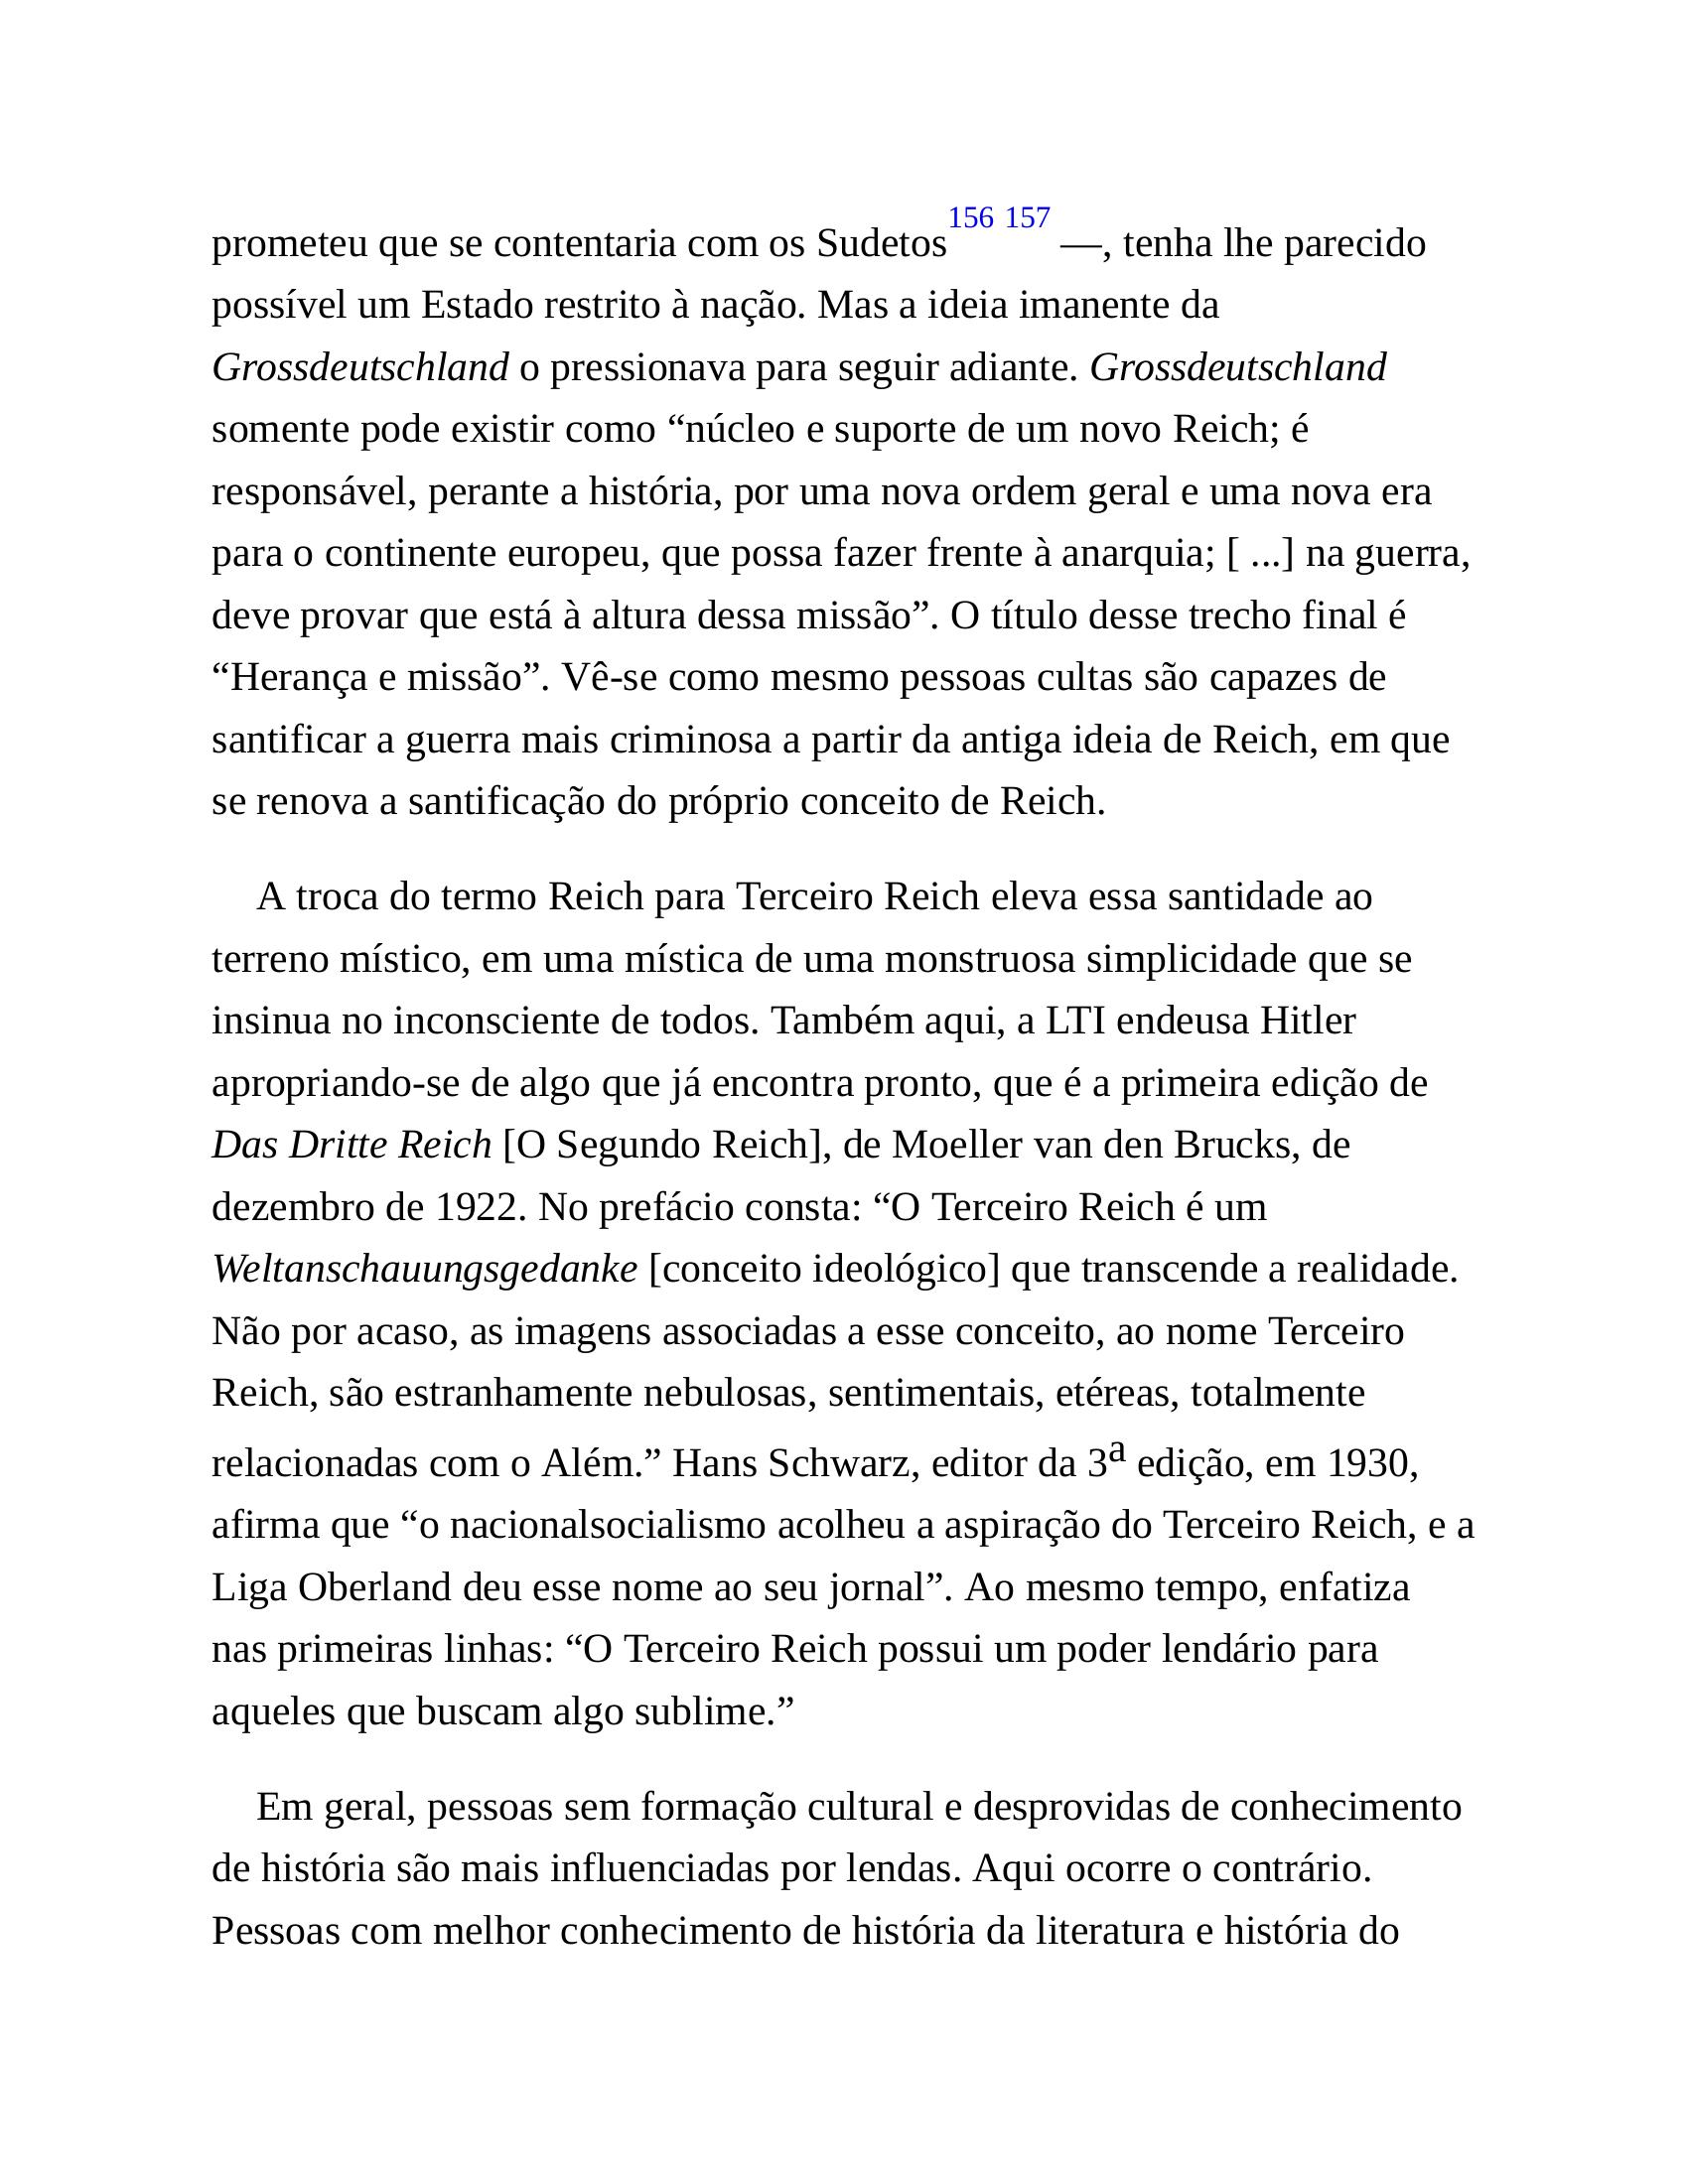 prometeu que se contentaria com os Sudetos156 157 —, tenha lhe parecido
possível um Estado restrito à nação. Mas a ideia imanente da
Grossdeutschland o pressionava para seguir adiante. Grossdeutschland
somente pode existir como “núcleo e suporte de um novo Reich; é
responsável, perante a história, por uma nova ordem geral e uma nova era
para o continente europeu, que possa fazer frente à anarquia; [ ...] na guerra,
deve provar que está à altura dessa missão”. O título desse trecho final é
“Herança e missão”. Vê-se como mesmo pessoas cultas são capazes de
santificar a guerra mais criminosa a partir da antiga ideia de Reich, em que
se renova a santificação do próprio conceito de Reich.
A troca do termo Reich para Terceiro Reich eleva essa santidade ao
terreno místico, em uma mística de uma monstruosa simplicidade que se
insinua no inconsciente de todos. Também aqui, a LTI endeusa Hitler
apropriando-se de algo que já encontra pronto, que é a primeira edição de
Das Dritte Reich [O Segundo Reich], de Moeller van den Brucks, de
dezembro de 1922. No prefácio consta: “O Terceiro Reich é um
Weltanschauungsgedanke [conceito ideológico] que transcende a realidade.
Não por acaso, as imagens associadas a esse conceito, ao nome Terceiro
Reich, são estranhamente nebulosas, sentimentais, etéreas, totalmente
relacionadas com o Além.” Hans Schwarz, editor da 3a edição, em 1930,
afirma que “o nacionalsocialismo acolheu a aspiração do Terceiro Reich, e a
Liga Oberland deu esse nome ao seu jornal”. Ao mesmo tempo, enfatiza
nas primeiras linhas: “O Terceiro Reich possui um poder lendário para
aqueles que buscam algo sublime.”
Em geral, pessoas sem formação cultural e desprovidas de conhecimento
de história são mais influenciadas por lendas. Aqui ocorre o contrário.
Pessoas com melhor conhecimento de história da literatura e história do